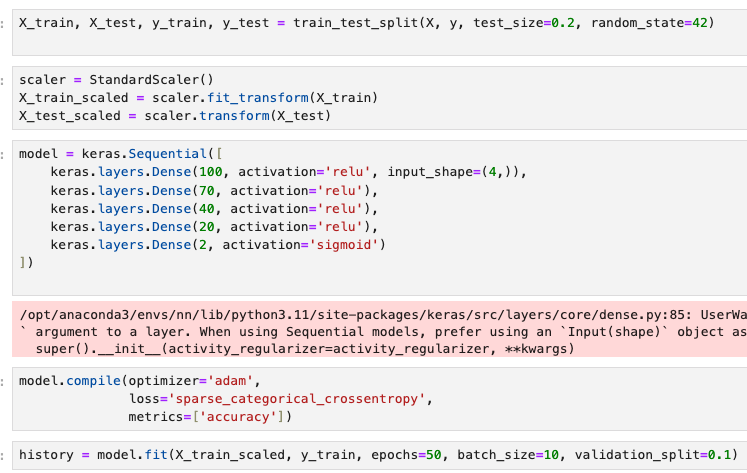 X_train, X_test, y_train, y_test = train_test_split(X, y, test_size=0.2, random_state=42)
scaler = StandardScaler()
X_train_scaled = scaler.fit_transform(X_train)
X_test_scaled = scaler.transform(X_test)
model = keras.Sequential([
    keras.layers.Dense(100, activation='relu', input_shape=(4,)),
    keras.layers.Dense(70, activation='relu'),
    keras.layers.Dense(40, activation='relu'),
    keras.layers.Dense(20, activation='relu'),
    keras.layers.Dense(2, activation='sigmoid')
])
/opt/anaconda3/envs/nn/lib/python3.11/site-packages/keras/src/layers/core/dense.py:85: UserWa
` argument to a layer. When using Sequential models, prefer using an `Input(shape)` object as
  super().__init__(activity_regularizer=activity_regularizer, **kwargs)
model.compile(optimizer='adam',
              loss='sparse_categorical_crossentropy',
              metrics=['accuracy'])
history = model.fit(X_train_scaled, y_train, epochs=50, batch_size=10, validation_split=0.1)